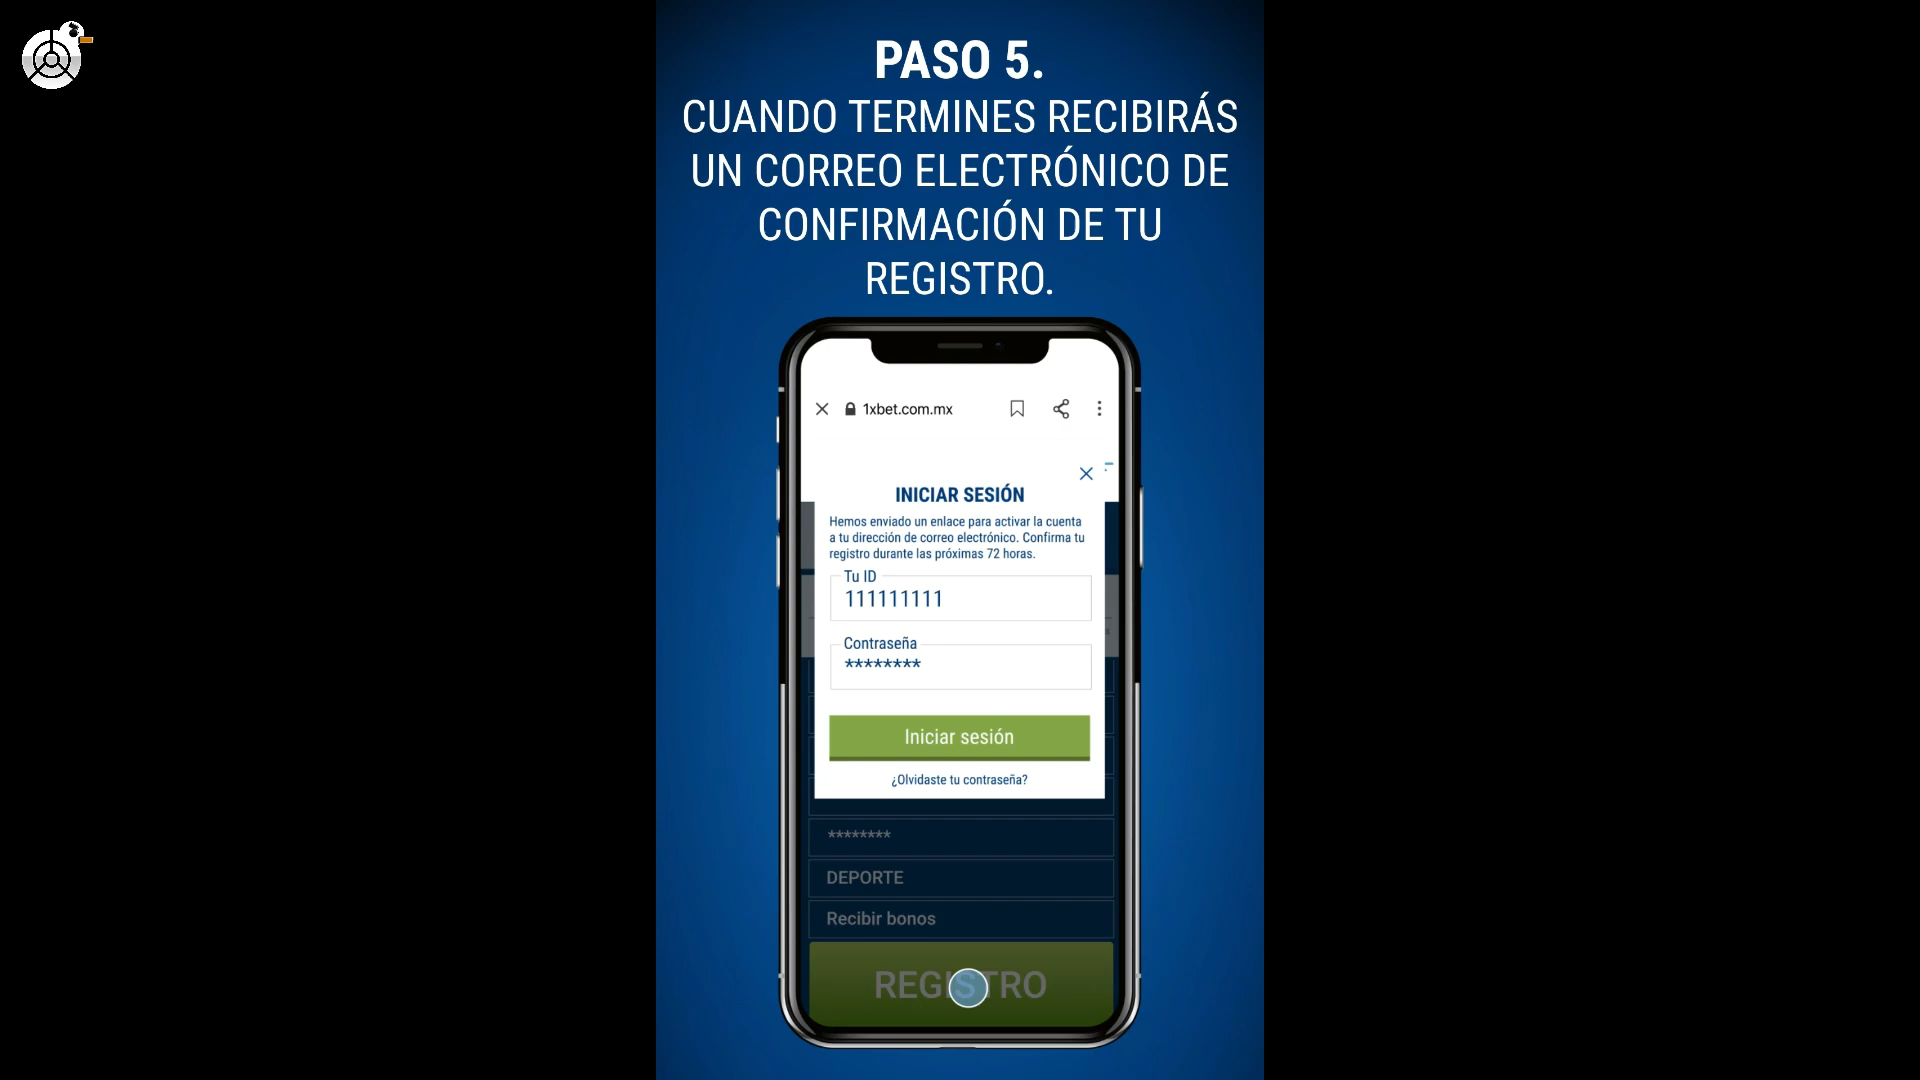 PASO 5.
CUANDO TERMINES RECIBIRÁS
UN CORREO ELECTRÓNICO DE
CONFIRMACIÓN DE TU
REGISTRO.
1xbet.com.mx
INICIAR SESIÓN
Hemos enviado un enlace para activar la cuenta
a tu dirección de correo electrónico. Confirma tu
registro durante las próximas 72 horas.
Tu ID
111111111
Contraseña
********
Iniciar sesión
¿Olvidaste tu contraseña?
********
DEPORTE
Recibir bonos
REGISTRO